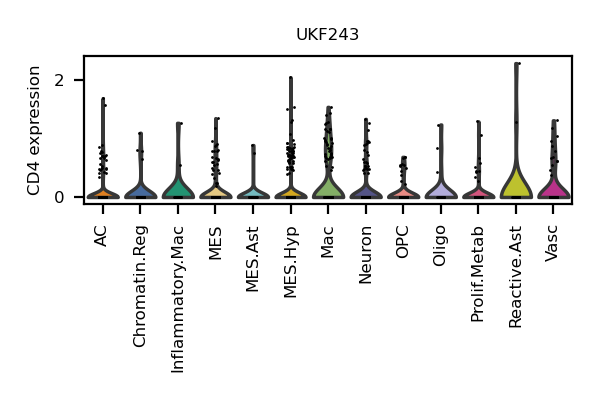 UKF243
CD4 expression
2
0
AC
Chromatin.Reg
Inflammatory.Mac
MES
MES.Ast
MES.Hyp
Mac
Neuron
OPC
Oligo
Prolif.Metab
Reactive.Ast
Vasc